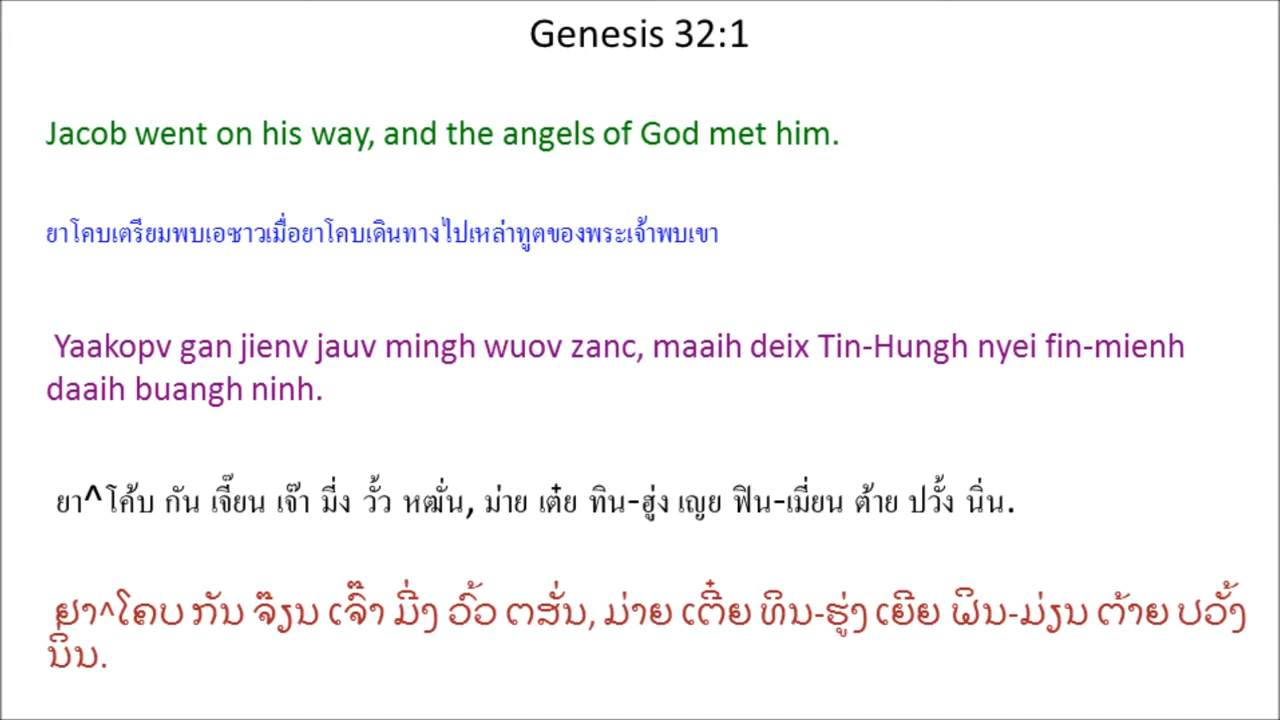 Genesis 32:1
Jacob went on his way, and the angels of God met him.
ยาโคบเตรียมพบเอซาวเมื่อยาโคบเดินทางไปเหล่าทูตของพระเจ้าพบเขา
Yaakopv gan jienv jauv mingh wuov zanc, maaih deix Tin-Hungh nyei fin-mienh
daaih buangh ninh.
ยา^โค้บ กัน เจี๊ยน เจ๊า มี่ง วั้ว หฒั่น, ม่าย เต๋ย ทิน-ฮู่ง เญย ฟิน-เมี่ยน ต้าย ปวั้ง นิ่น.
ຢາ^ໂຄບ ກັນ ຈ໊ຽນ ເຈົ໊າ ມີ່ງ ວົ້ວ ຕສັ່ນ, ມ່າຍ ເຕີ໋ຍ ທິນ-ຮູ່ງ ເຍີຍ ຟິນ-ມ່ຽນ ຕ້າຍ ປວັ້ງ
ນິ່ນ.